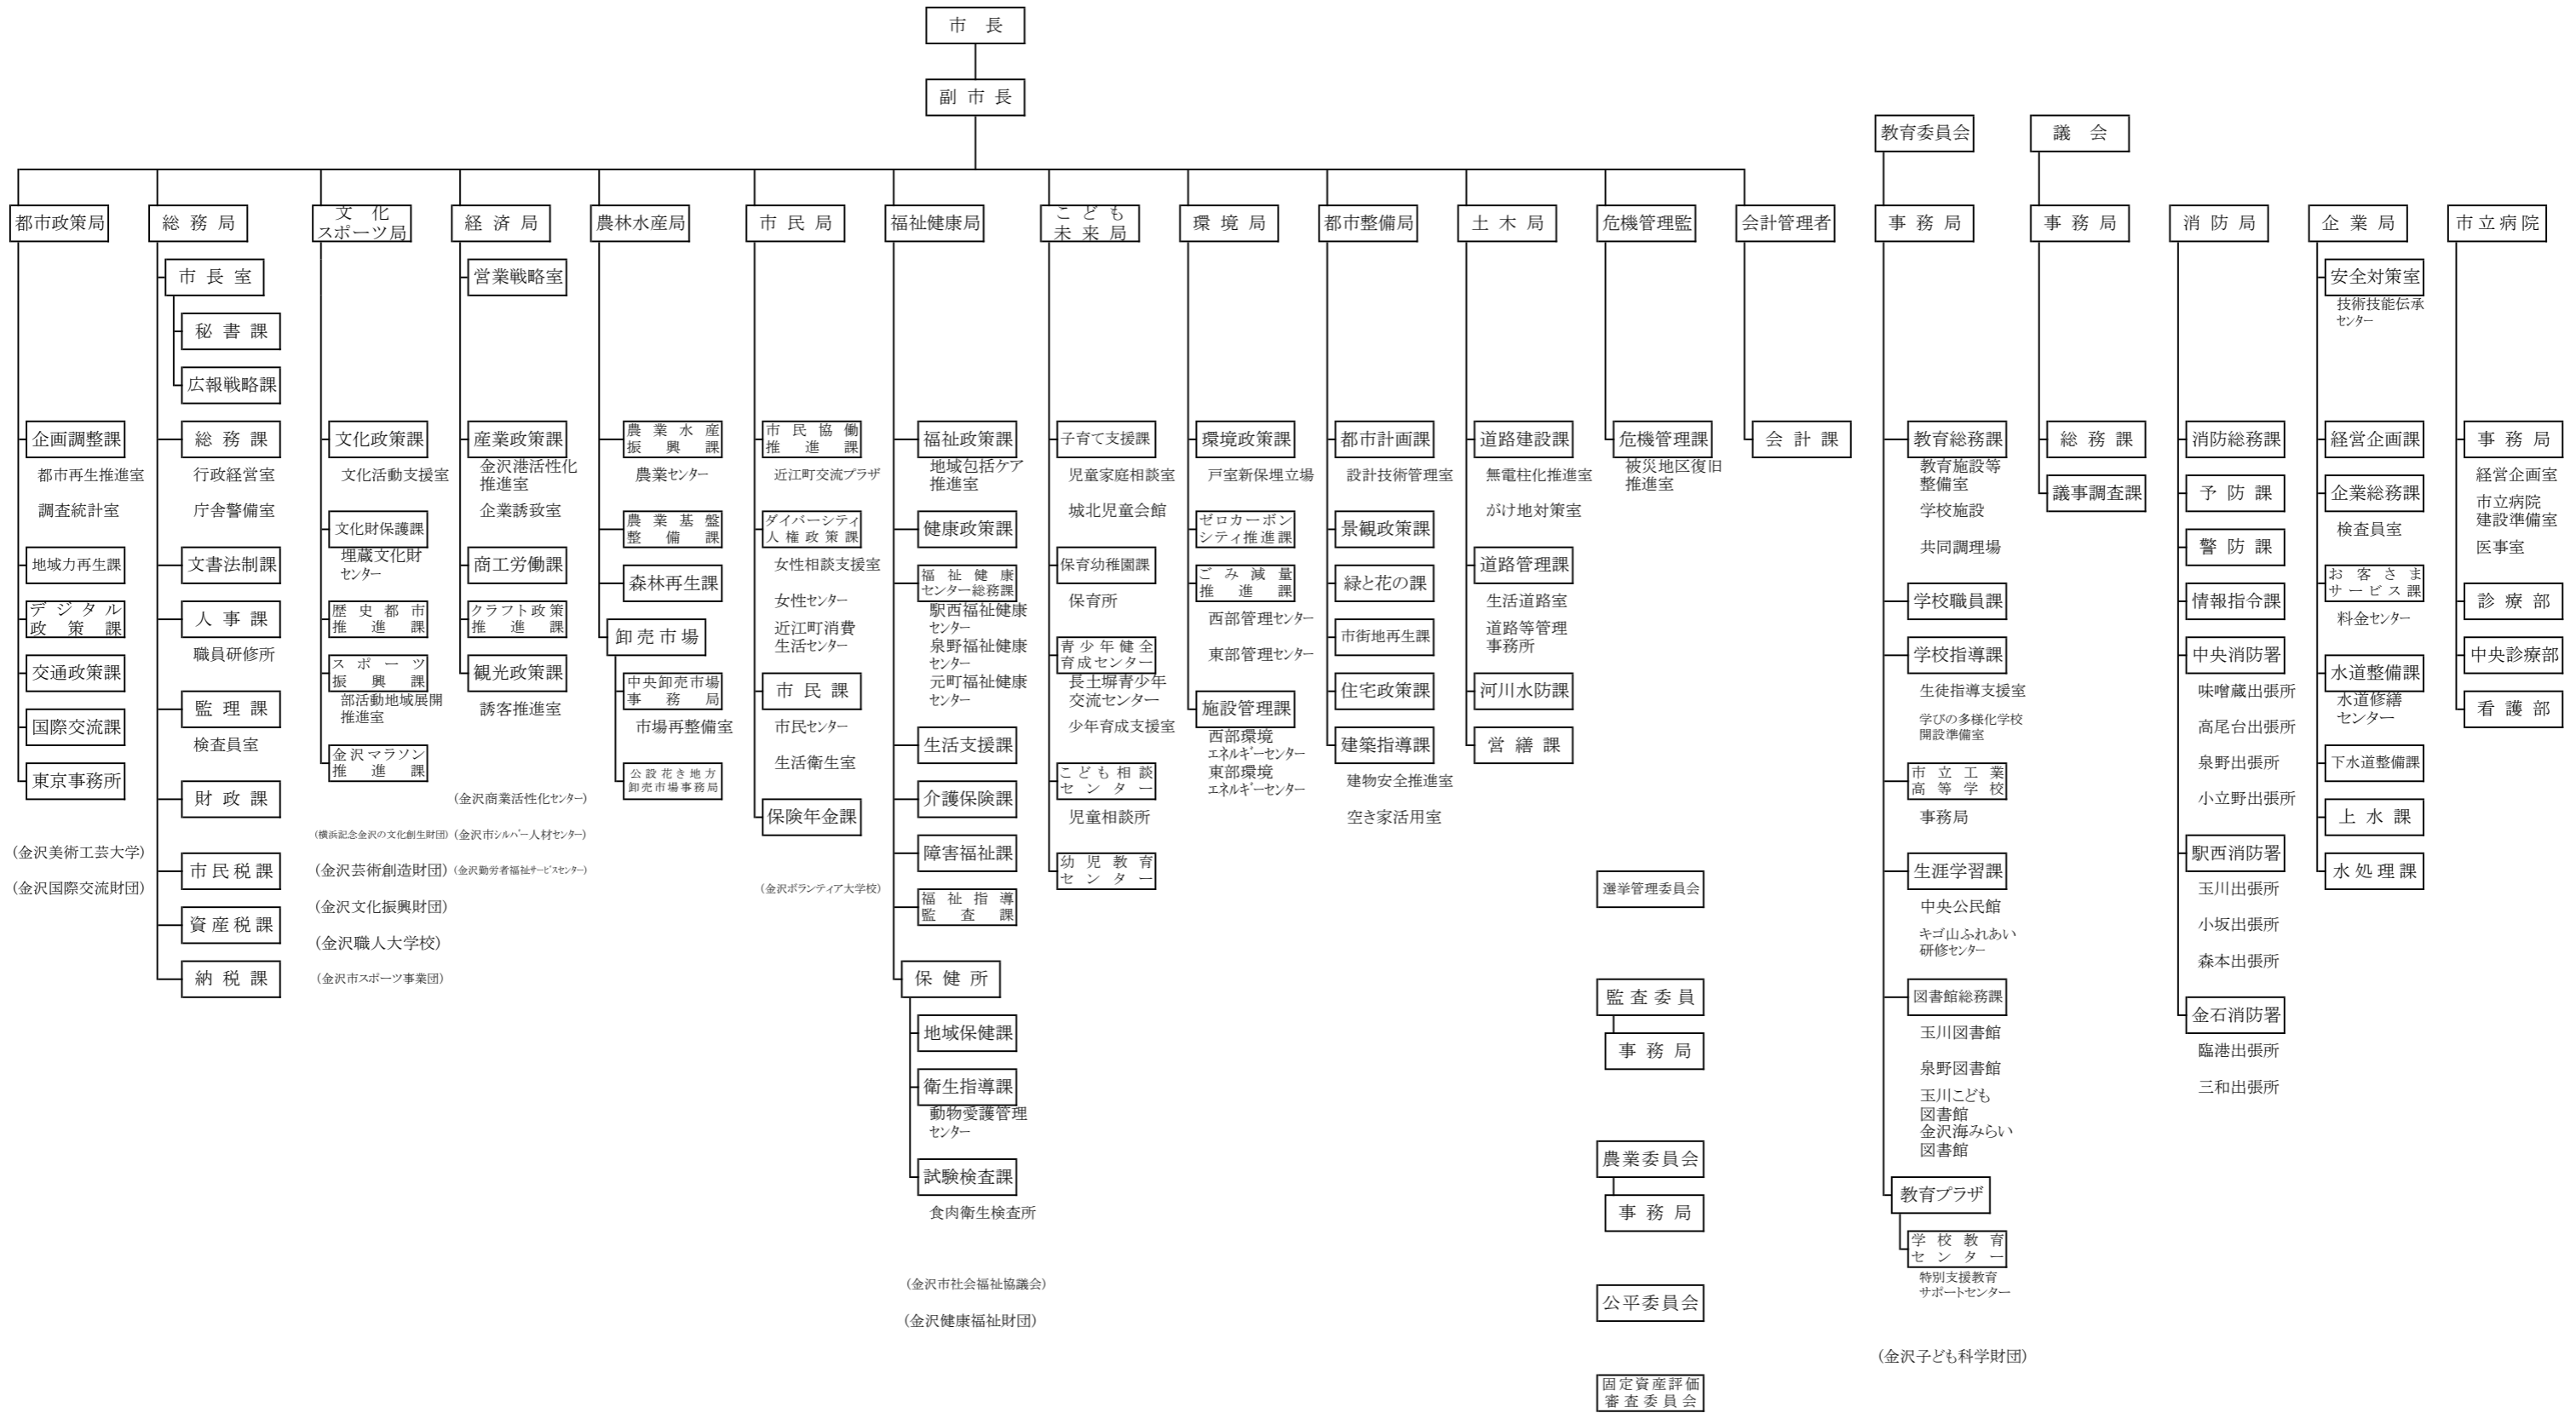 市長
副市長
教育委員会
議会
都市政策局
総務局
文化
スポーツ局
経済局
農林水産局
市民局
福祉健康局
こども
未来局
環境局
都市整備局
土木局
危機管理監
会計管理者
事務局
事務局
消防局
企業局
市立病院
企画調整課
都市再生推進室
調査統計室
地域力再生課
デジタル
政策課
交通政策課
国際交流課
東京事務所
(金沢美術工芸大学)
(金沢国際交流財団)
市長室
秘書課
広報戦略課
総務課
行政経営室
庁舎警備室
文書法制課
人事課
職員研修所
監理課
検査員室
財政課
市民税課
資産税課
納税課
文化政策課
文化活動支援室
文化財保護課
埋蔵文化財
センター
歴史都市
推進課
スポーツ
振興課
部活動地域展開
推進室
金沢マラソン
推進課
(横浜記念金沢の文化創生財団)
(金沢芸術創造財団)
(金沢文化振興財団)
(金沢職人大学校)
(金沢市スポーツ事業団)
営業戦略室
産業政策課
金沢港活性化
推進室
企業誘致室
商工労働課
クラフト政策
推進課
観光政策課
誘客推進室
(金沢商業活性化センター)
(金沢市シルバー人材センター)
(金沢勤労者福祉サービスセンター)
農業水産
振興課
農業センター
農業基盤
整備課
森林再生課
卸売市場
中央卸売市場
事務局
市場再整備室
公設花き地方
卸売市場事務局
市民協働
推進課
近江町交流プラザ
ダイバーシティ
人権政策課
女性相談支援室
女性センター
近江町消費
生活センター
市民課
市民センター
生活衛生室
保険年金課
(金沢ボランティア大学校)
福祉政策課
地域包括ケア
推進室
健康政策課
福祉健康
センター総務課
駅西福祉健康
センター
泉野福祉健康
センター
元町福祉健康
センター
生活支援課
介護保険課
障害福祉課
福祉指導
監査課
保健所
地域保健課
衛生指導課
動物愛護管理
センター
試験検査課
食肉衛生検査所
(金沢市社会福祉協議会)
(金沢健康福祉財団)
子育て支援課
児童家庭相談室
城北児童会館
保育幼稚園課
保育所
青少年健全
育成センター
長土塀青少年
交流センター
少年育成支援室
こども相談
センター
児童相談所
幼児教育
センター
環境政策課
戸室新保埋立場
ゼロカーボン
シティ推進課
ごみ減量
推進課
西部管理センター
東部管理センター
施設管理課
西部環境
エネルギーセンター
東部環境
エネルギーセンター
都市計画課
設計技術管理室
景観政策課
緑と花の課
市街地再生課
住宅政策課
建築指導課
建物安全推進室
空き家活用室
道路建設課
無電柱化推進室
がけ地対策室
道路管理課
生活道路室
道路等管理
事務所
河川水防課
営繕課
危機管理課
被災地区復旧
推進室
選挙管理委員会
監査委員
事務局
農業委員会
事務局
公平委員会
固定資産評価
審査委員会
会計課
教育総務課
教育施設等
整備室
学校施設
共同調理場
学校職員課
学校指導課
生徒指導支援室
学びの多様化学校
開設準備室
市立工業
高等学校
事務局
生涯学習課
中央公民館
キゴ山ふれあい
研修センター
図書館総務課
玉川図書館
泉野図書館
玉川こども
図書館
金沢海みらい
図書館
教育プラザ
学校教育
センター
特別支援教育
サポートセンター
(金沢子ども科学財団)
総務課
議事調査課
消防総務課
予防課
警防課
情報指令課
中央消防署
味噌蔵出張所
高尾台出張所
泉野出張所
小立野出張所
駅西消防署
玉川出張所
小坂出張所
森本出張所
金石消防署
臨港出張所
三和出張所
安全対策室
技術技能伝承
センター
経営企画課
企業総務課
検査員室
お客さま
サービス課
料金センター
水道整備課
水道修繕
センター
下水道整備課
上水課
水処理課
事務局
経営企画室
市立病院
建設準備室
医事室
診療部
中央診療部
看護部